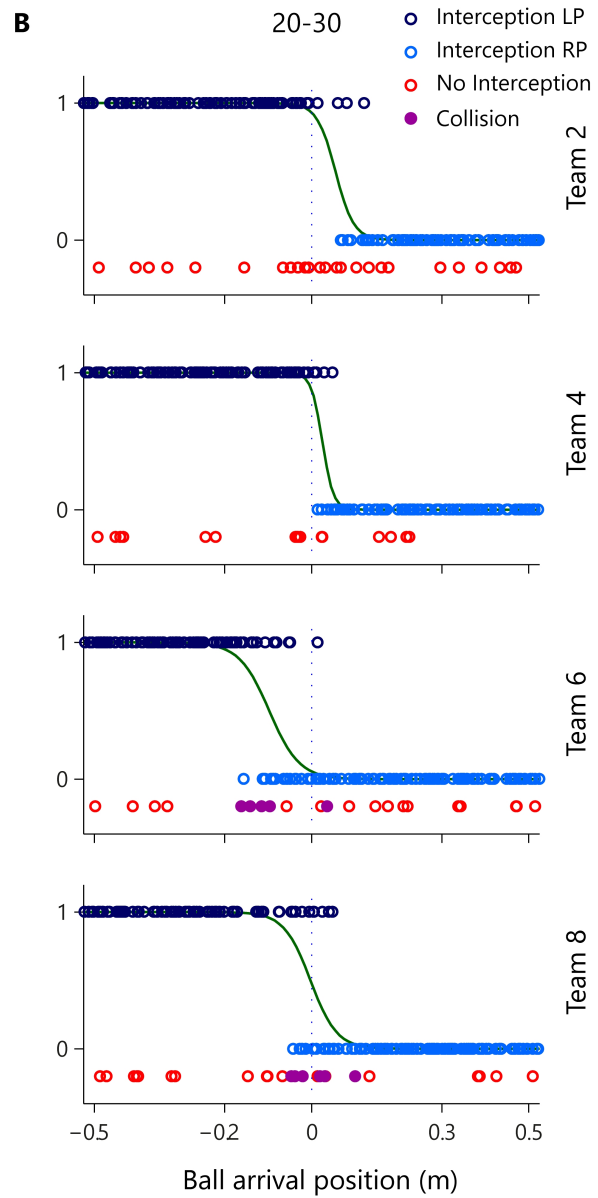 B
20-30
Interception LP
Interception RP
No Interception
Collision
1
0
Team 2
1
0
Team 4
1
0
Team 6
1
0
Team 8
−0.5
−0.2
0
0.3
0.5
Ball arrival position (m)